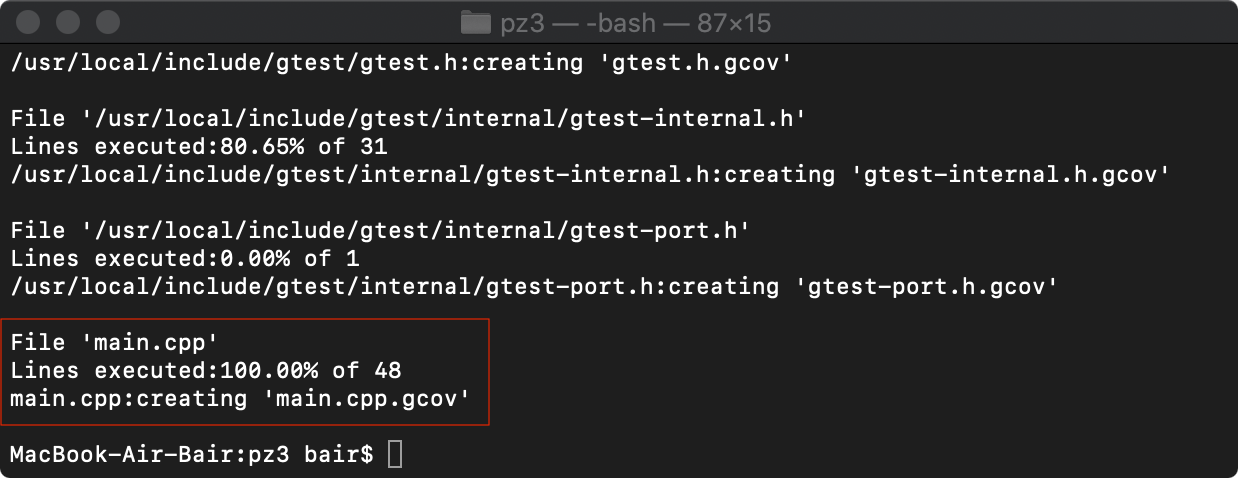 pz3 — -bash — 87×15
/usr/local/include/gtest/gtest.h:creating 'gtest.h.gcov'
File '/usr/local/include/gtest/internal/gtest-internal.h'
Lines executed:80.65% of 31
/usr/local/include/gtest/internal/gtest-internal.h:creating 'gtest-internal.h.gcov'
File '/usr/local/include/gtest/internal/gtest-port.h'
Lines executed:0.00% of 1
/usr/local/include/gtest/internal/gtest-port.h:creating 'gtest-port.h.gcov'
File 'main.cpp'
Lines executed:100.00% of 48
main.cpp:creating 'main.cpp.gcov'
MacBook-Air-Bair:pz3 bair$